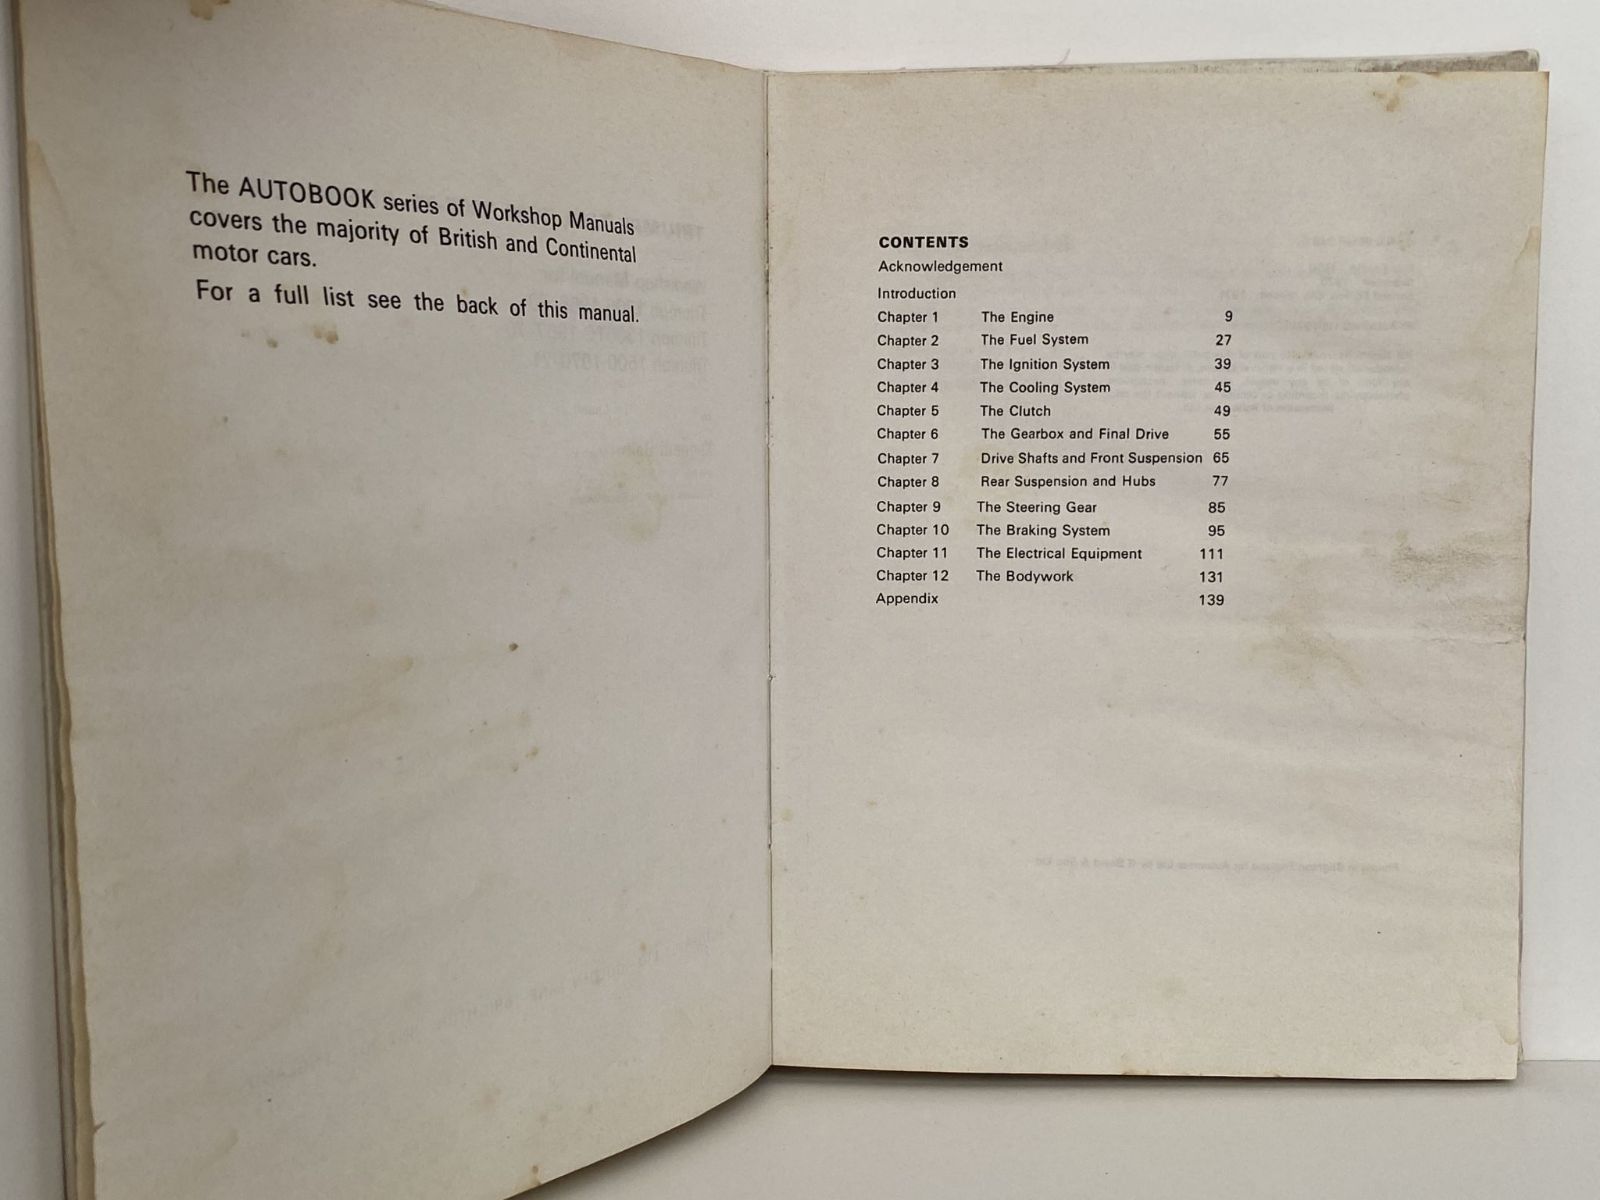 The AUTOBOOK series of Workshop Manuals
covers the majority of British and Continental
motor cars.
For a full list see the back of this manual.
CONTENTS
Acknowledgement
Introduction
Chapter 1 The Engine 9
Chapter 2 The Fuel System 27
Chapter 3 The Ignition System 39
Chapter 4 The Cooling System 45
Chapter 5 The Clutch 49
Chapter 6 The Gearbox and Final Drive 55
Chapter 7 Drive Shafts and Front Suspension 65
Chapter 8 Rear Suspension and Hubs 77
Chapter 9 The Steering Gear 85
Chapter 10 The Braking System 95
Chapter 11 The Electrical Equipment 111
Chapter 12 The Bodywork 131
Appendix 139